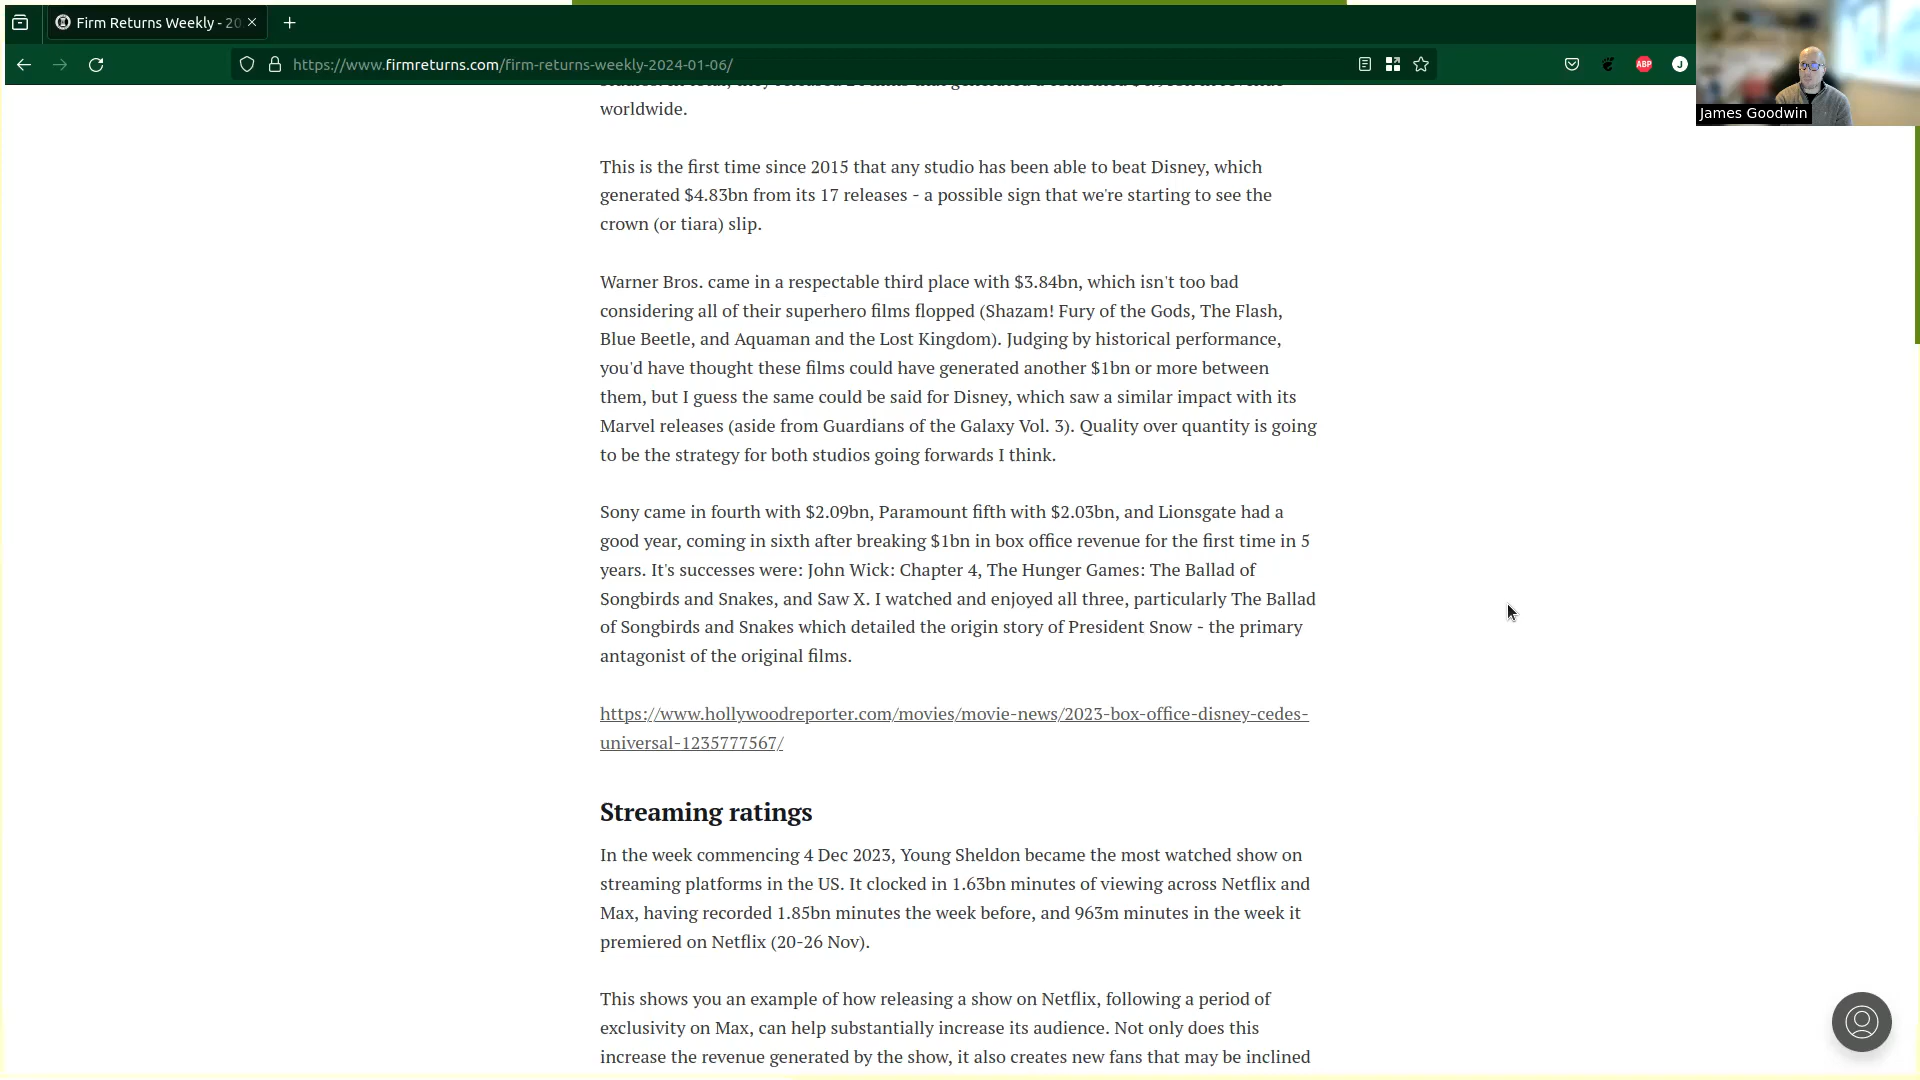 Firm Returns Weekly - 20
https://www.firmreturns.com/firm-returns-weekly-2024-01-06/
ABP
J
James Goodwin
worldwide.
This is the first time since 2015 that any studio has been able to beat Disney, which
generated $4.83bn from its 17 releases - a possible sign that we're starting to see the
crown (or tiara) slip.
Warner Bros. came in a respectable third place with $3.84bn, which isn't too bad
considering all of their superhero films flopped (Shazam! Fury of the Gods, The Flash,
Blue Beetle, and Aquaman and the Lost Kingdom). Judging by historical performance,
you'd have thought these films could have generated another $1bn or more between
them, but I guess the same could be said for Disney, which saw a similar impact with its
Marvel releases (aside from Guardians of the Galaxy Vol. 3). Quality over quantity is going
to be the strategy for both studios going forwards I think.
Sony came in fourth with $2.09bn, Paramount fifth with $2.03bn, and Lionsgate had a
good year, coming in sixth after breaking $1bn in box office revenue for the first time in 5
years. It's successes were: John Wick: Chapter 4, The Hunger Games: The Ballad of
Songbirds and Snakes, and Saw X. I watched and enjoyed all three, particularly The Ballad
of Songbirds and Snakes which detailed the origin story of President Snow - the primary
antagonist of the original films.
https://www.hollywoodreporter.com/movies/movie-news/2023-box-office-disney-cedes-
universal-1235777567/
Streaming ratings
In the week commencing 4 Dec 2023, Young Sheldon became the most watched show on
streaming platforms in the US. It clocked in 1.63bn minutes of viewing across Netflix and
Max, having recorded 1.85bn minutes the week before, and 963m minutes in the week it
premiered on Netflix (20-26 Nov).
This shows you an example of how releasing a show on Netflix, following a period of
exclusivity on Max, can help substantially increase its audience. Not only does this
increase the revenue generated by the show, it also creates new fans that may be inclined